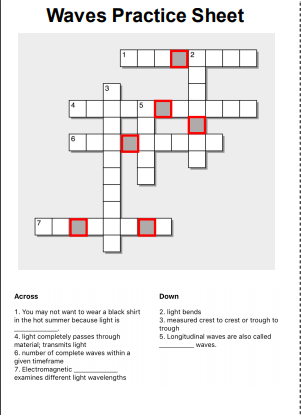 Waves Practice Sheet
1 2
3
4 5
6
7
Across
1. You may not want to wear a black shirt
in the hot summer because light is
____________.
4. light completely passes through
material; transmits light
6. number of complete waves within a
given timeframe
7. Electromagnetic ____________
examines different light wavelengths
Down
2. light bends
3. measured crest to crest or trough to
trough
5. Longitudinal waves are also called
__________ waves.